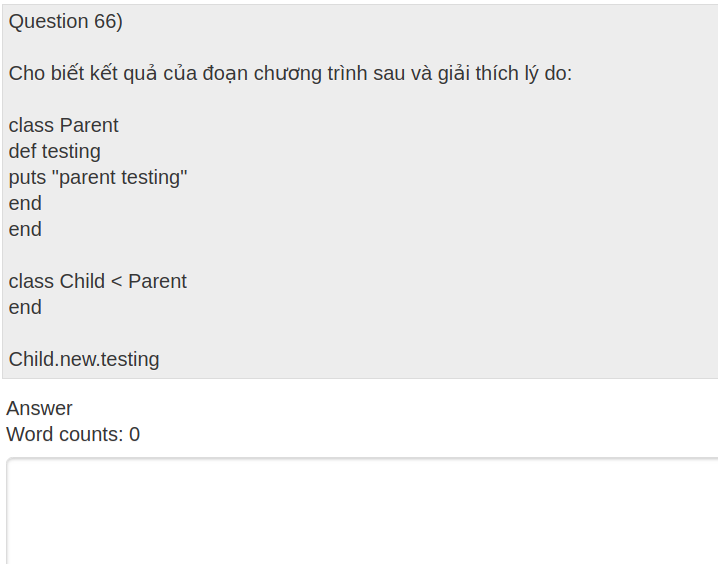 Question 66)
Cho biết kết quả của đoạn chương trình sau và giải thích lý do:
class Parent
def testing
puts "parent testing"
end
end
class Child < Parent
end
Child.new.testing
Answer
Word counts: 0